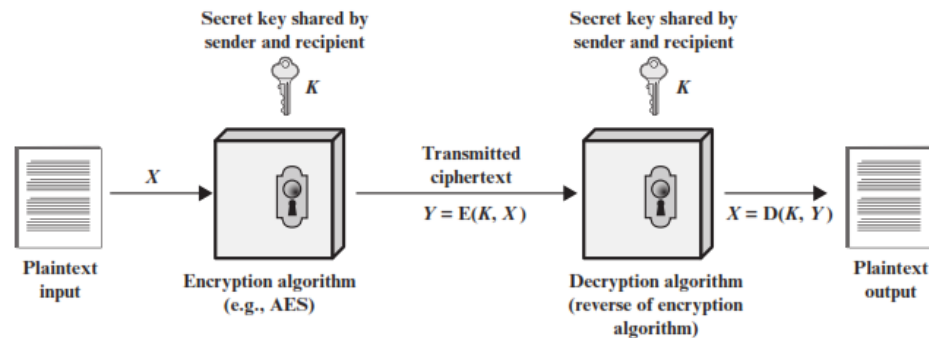 Secret key shared by
sender and recipient
K
Secret key shared by
sender and recipient
K
X
Transmitted
ciphertext
Y = E(K, X)
X = D(K, Y)
Plaintext
input
Encryption algorithm
(e.g., AES)
Decryption algorithm
(reverse of encryption
algorithm)
Plaintext
output